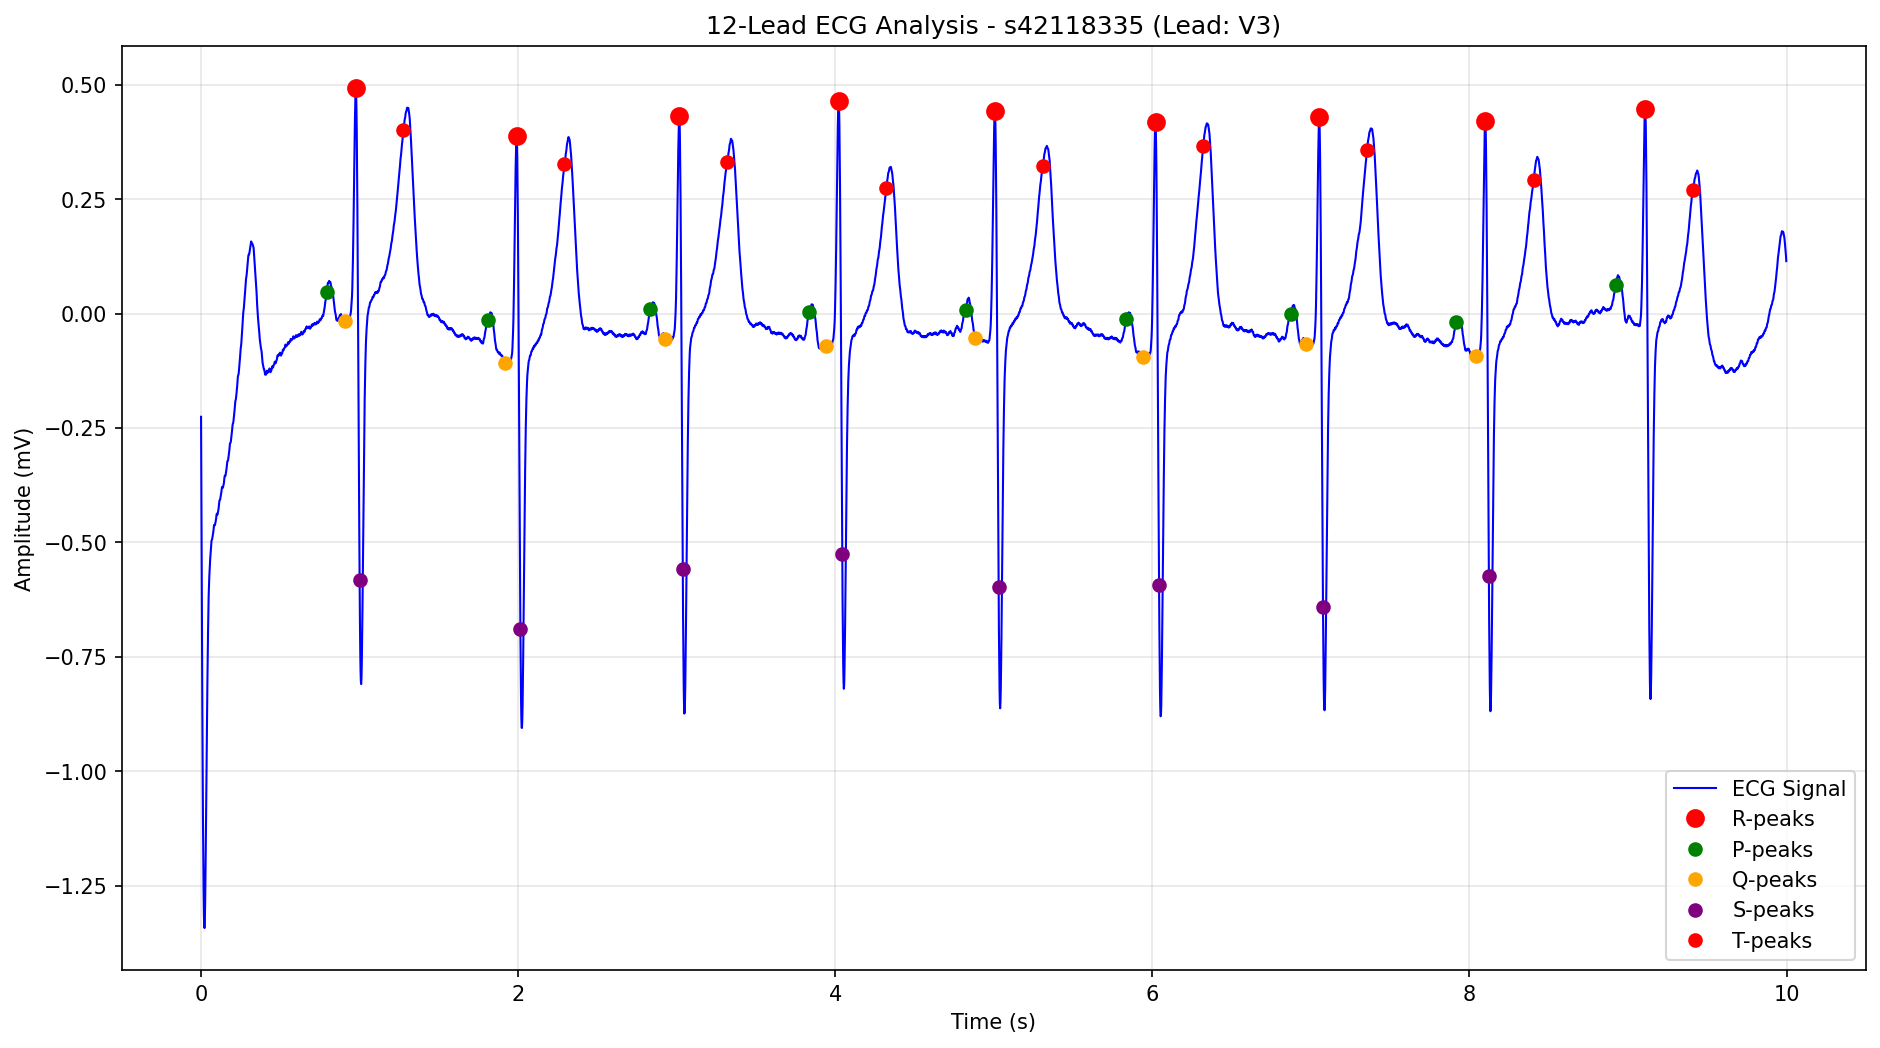 12-Lead ECG Analysis - s42118335 (Lead: V3)
Amplitude (mV)
0.50
0.25
0.00
−0.25
−0.50
−0.75
−1.00
−1.25
0 2 4 6 8 10
Time (s)
ECG Signal
R-peaks
P-peaks
Q-peaks
S-peaks
T-peaks